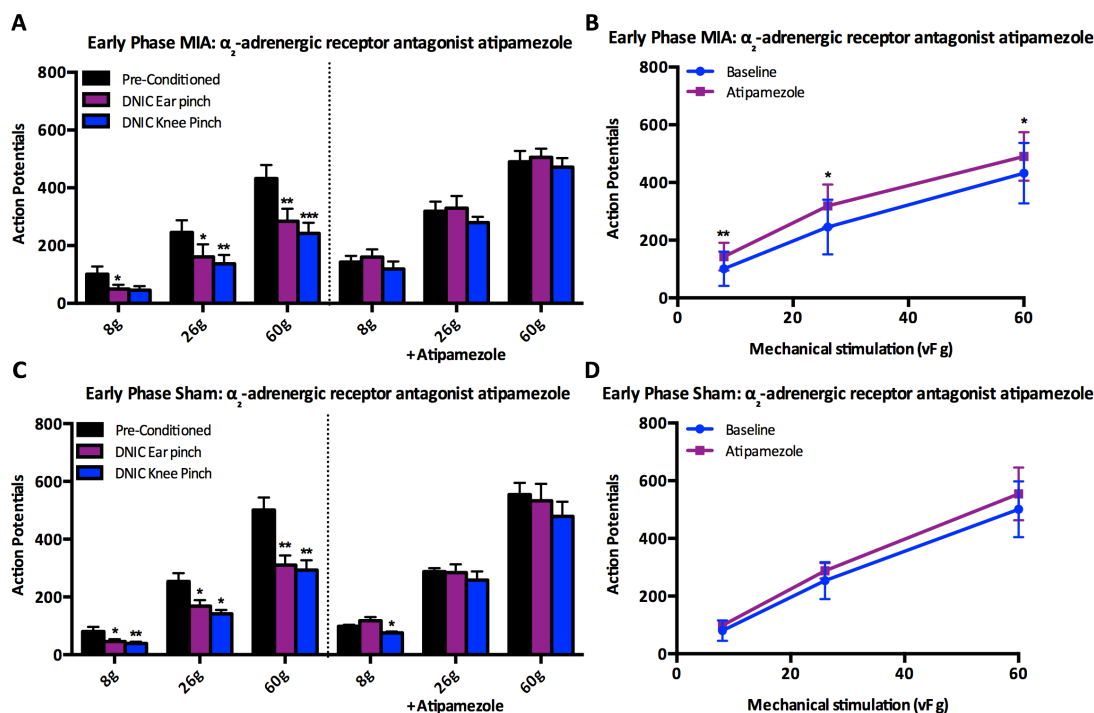 A
Early Phase MIA: α₂-adrenergic receptor antagonist atipamezole
800
600
400
200
0
Action Potentials
Pre-Conditioned
DNIC Ear pinch
DNIC Knee Pinch
*
*
**
**
***
8g
26g
60g
8g
26g
60g
+Atipamezole
B
Early Phase MIA: α₂-adrenergic receptor antagonist atipamezole
800
600
400
200
0
Action Potentials
Baseline
Atipamezole
**
*
*
0
20
40
60
Mechanical stimulation (vF g)
C
Early Phase Sham: α₂-adrenergic receptor antagonist atipamezole
800
600
400
200
0
Action Potentials
Pre-Conditioned
DNIC Ear pinch
DNIC Knee Pinch
*
**
*
*
**
**
*
8g
26g
60g
8g
26g
60g
+Atipamezole
D
Early Phase Sham: α₂-adrenergic receptor antagonist atipamezole
800
600
400
200
0
Action Potentials
Baseline
Atipamezole
0
20
40
60
Mechanical stimulation (vF g)